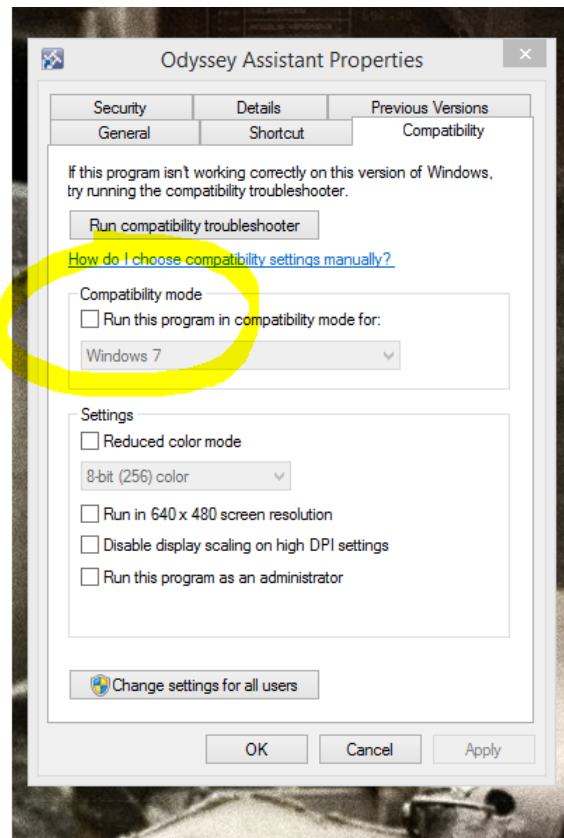 Odyssey Assistant Properties
Security Details Previous Versions
General Shortcut Compatibility
If this program isn't working correctly on this version of Windows,
try running the compatibility troubleshooter.
Run compatibility troubleshooter
How do I choose compatibility settings manually?
Compatibility mode
Run this program in compatibility mode for:
Windows 7
Settings
Reduced color mode
8-bit (256) color
Run in 640 x 480 screen resolution
Disable display scaling on high DPI settings
Run this program as an administrator
Change settings for all users
OK Cancel Apply